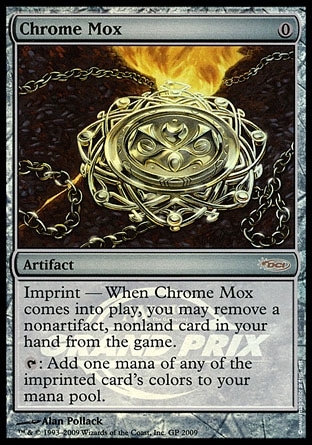 Chrome Mox 0
Artifact DCI
Imprint — When Chrome Mox
comes into play, you may remove a
nonartifact, nonland card in your
hand from the game.
GRAND PRIX
: Add one mana of any of the
imprinted card's colors to your
mana pool.
Alan Pollack
™ & © 1993–2009 Wizards of the Coast, Inc. GP 2009